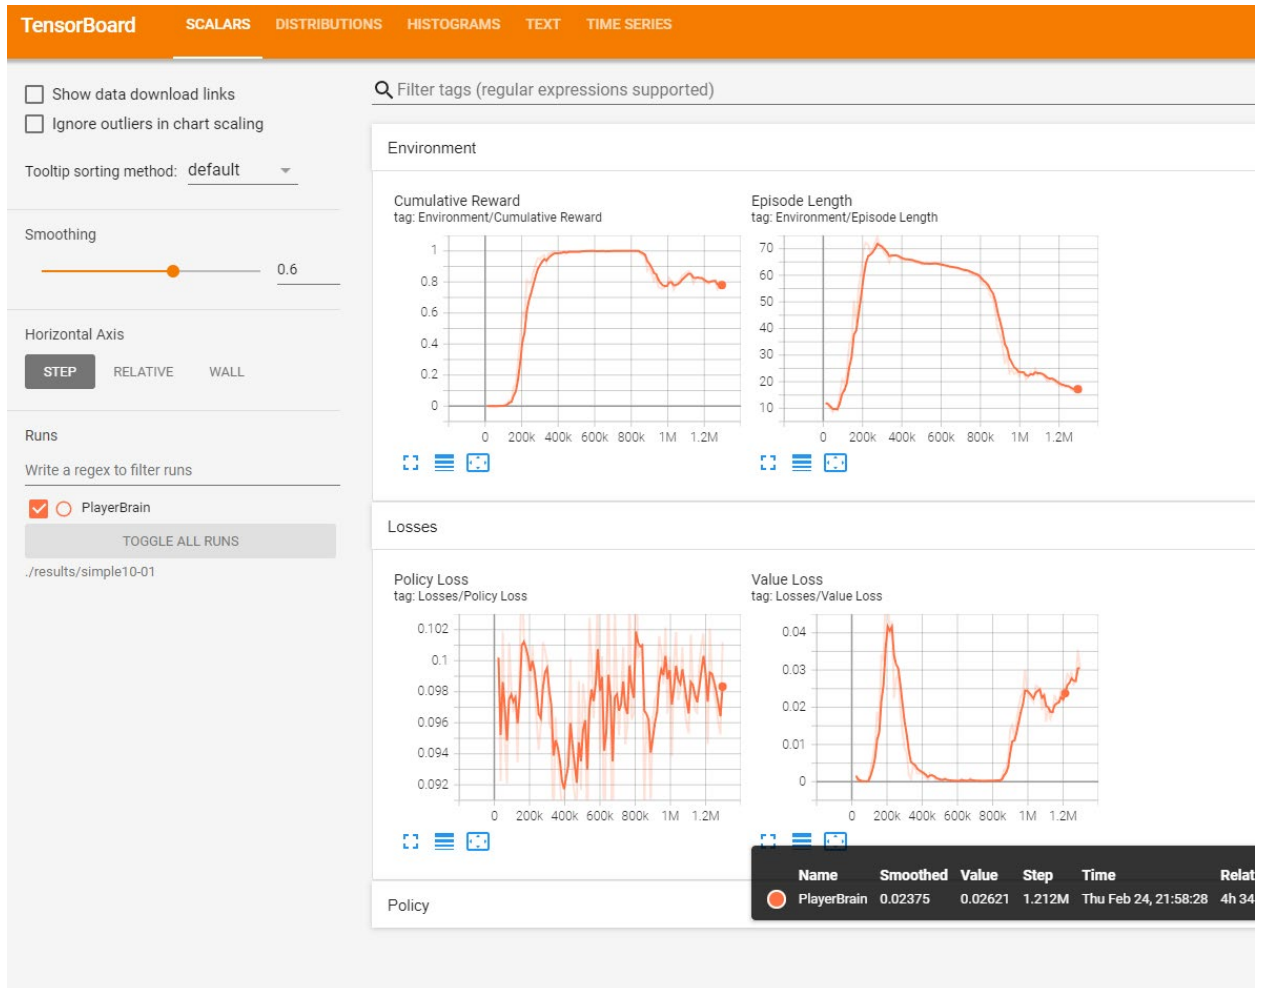 TensorBoard SCALARS DISTRIBUTIONS HISTOGRAMS TEXT TIME SERIES
Show data download links
Ignore outliers in chart scaling
Tooltip sorting method: default
Smoothing
0.6
Horizontal Axis
STEP RELATIVE WALL
Runs
Write a regex to filter runs
PlayerBrain
TOGGLE ALL RUNS
./results/simple10-01
Filter tags (regular expressions supported)
Environment
Cumulative Reward
tag: Environment/Cumulative Reward
1
0.8
0.6
0.4
0.2
0
0 200k 400k 600k 800k 1M 1.2M
Episode Length
tag: Environment/Episode Length
70
60
50
40
30
20
10
0 200k 400k 600k 800k 1M 1.2M
Losses
Policy Loss
tag: Losses/Policy Loss
0.102
0.1
0.098
0.096
0.094
0.092
0 200k 400k 600k 800k 1M 1.2M
Value Loss
tag: Losses/Value Loss
0.04
0.03
0.02
0.01
0
0 200k 400k 600k 800k 1M 1.2M
Name Smoothed Value Step Time Relat
PlayerBrain 0.02375 0.02621 1.212M Thu Feb 24, 21:58:28 4h 34
Policy